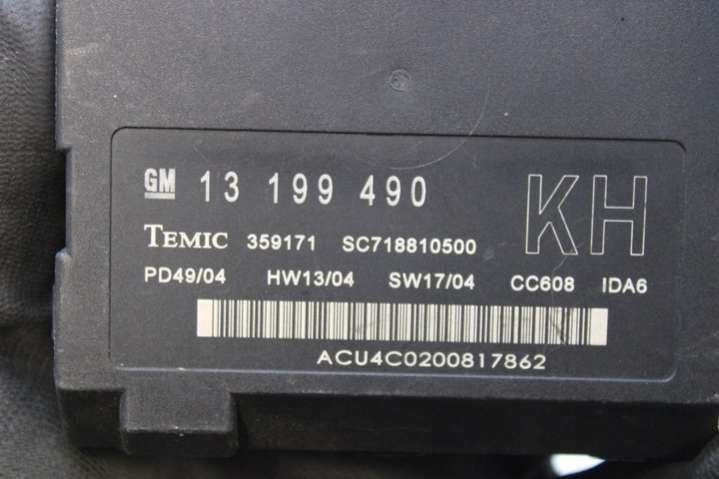 GM 13 199 490 KH
TEMIC 359171 SC718810500
PD49/04 HW13/04 SW17/04 CC608 IDA6
ACU4C0200817862